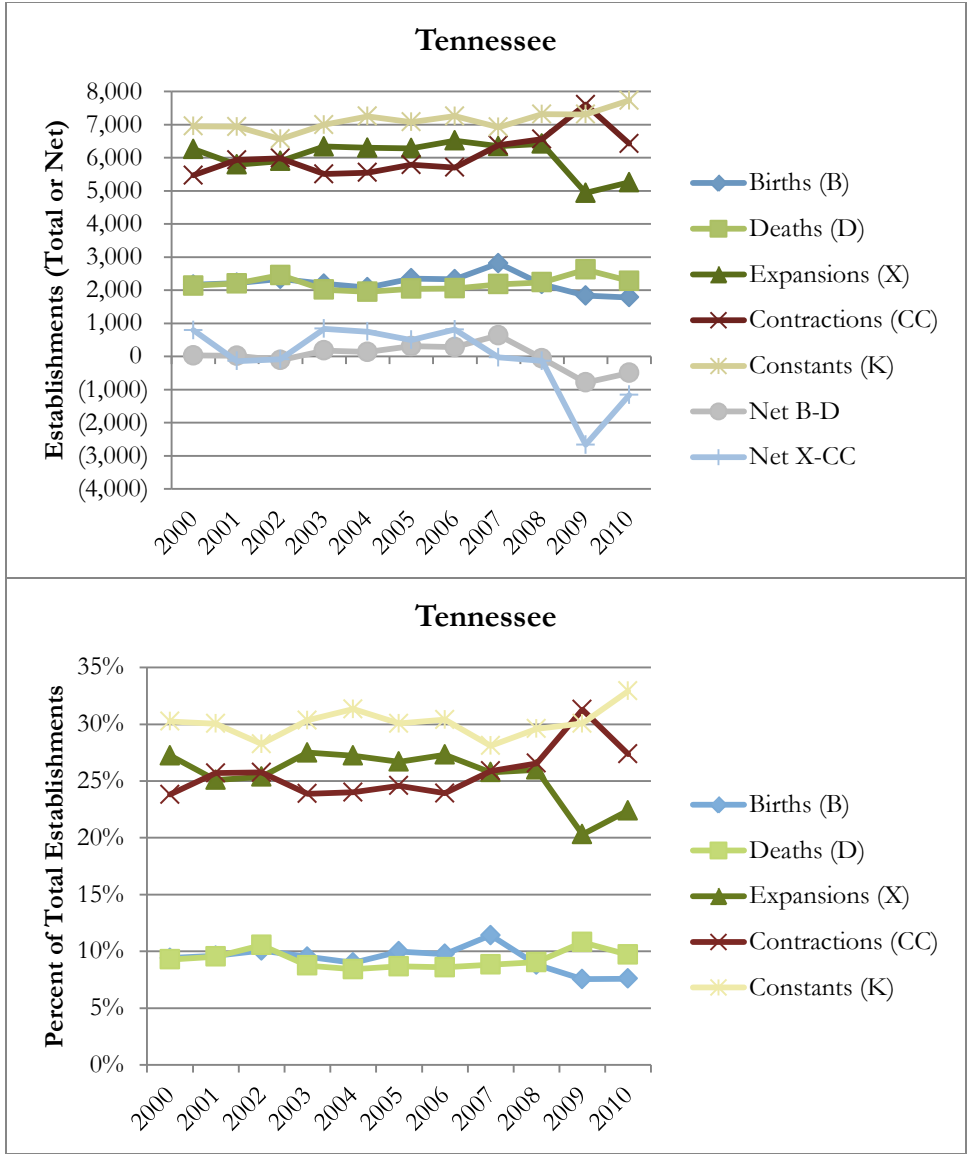 Tennessee
Establishments (Total or Net)
8,000
7,000
6,000
5,000
4,000
3,000
2,000
1,000
0
(1,000)
(2,000)
(3,000)
(4,000)
2000
2001
2002
2003
2004
2005
2006
2007
2008
2009
2010
Births (B)
Deaths (D)
Expansions (X)
Contractions (CC)
Constants (K)
Net B-D
Net X-CC
Tennessee
Percent of Total Establishments
35%
30%
25%
20%
15%
10%
5%
0%
2000
2001
2002
2003
2004
2005
2006
2007
2008
2009
2010
Births (B)
Deaths (D)
Expansions (X)
Contractions (CC)
Constants (K)